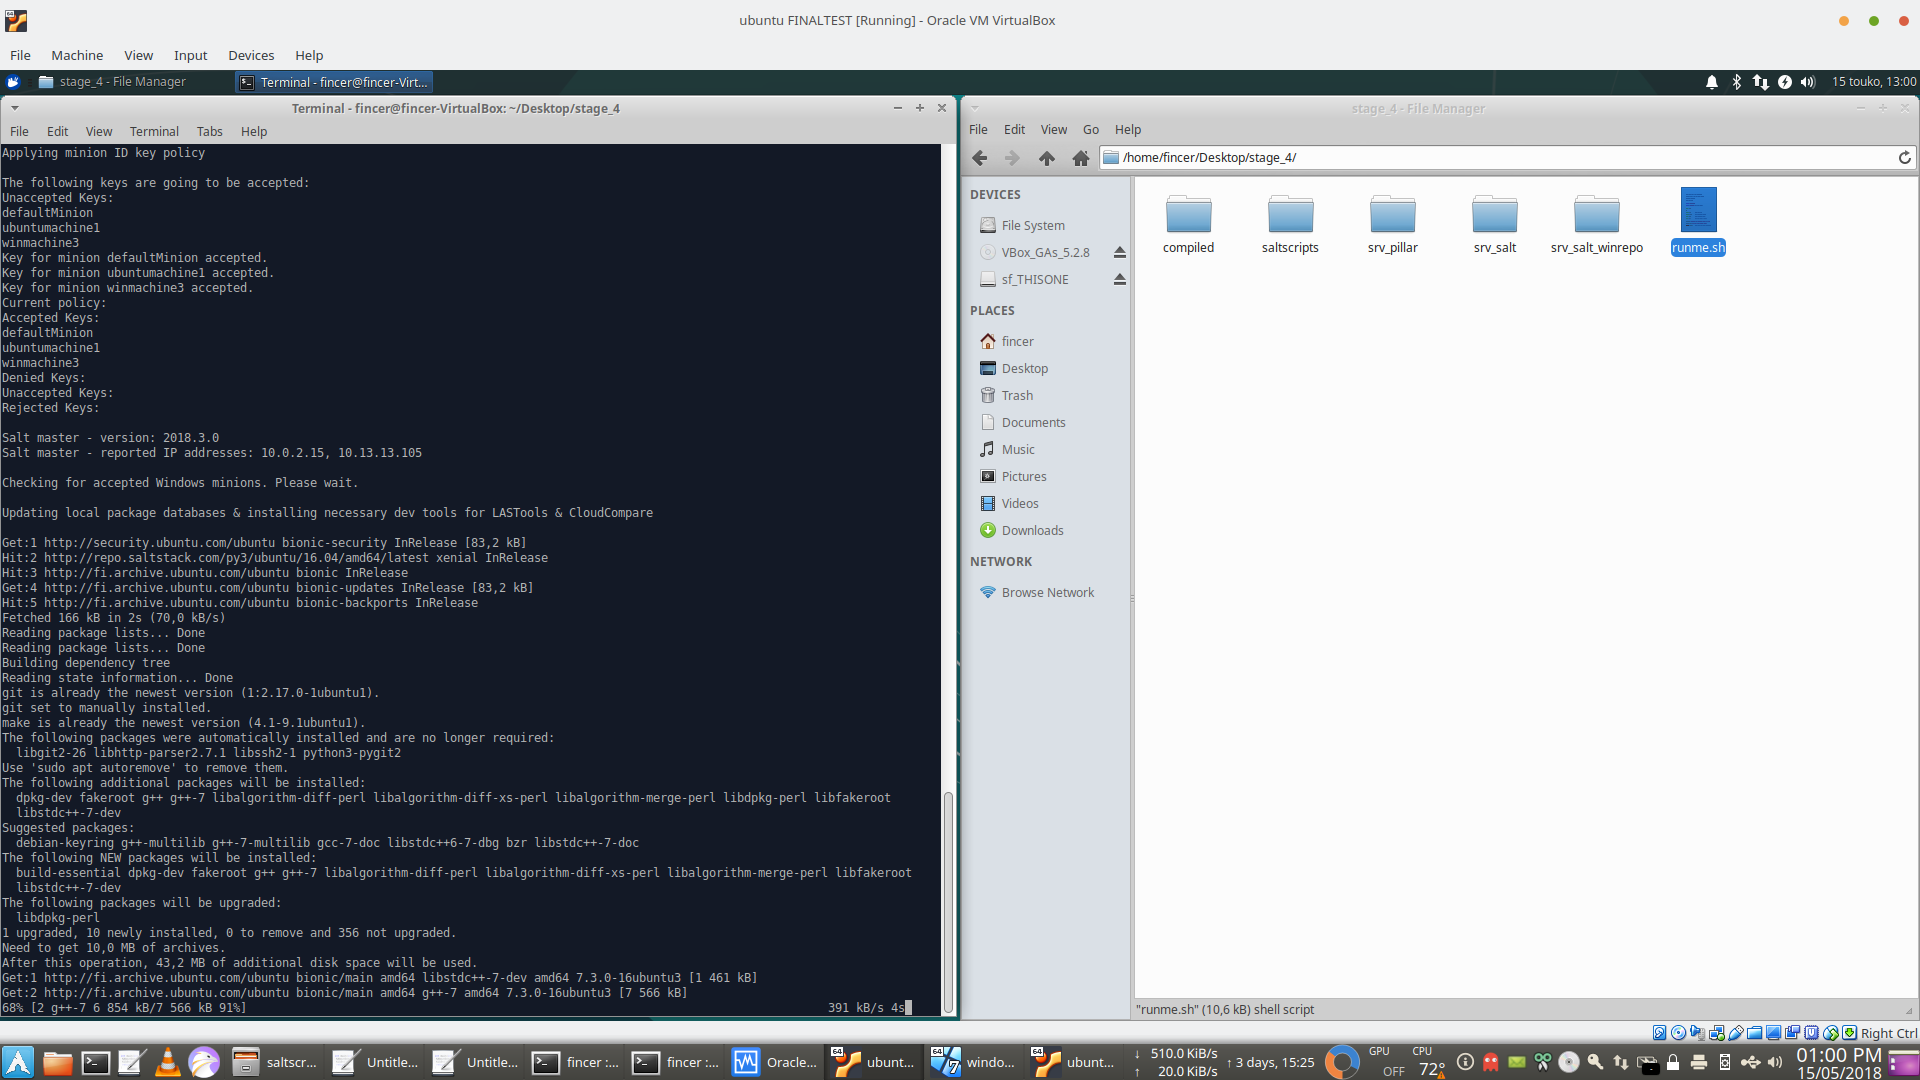 ubuntu FINALTEST [Running] - Oracle VM VirtualBox
File Machine View Input Devices Help
stage_4 - File Manager
Terminal - fincer@fincer-Virt...
15 touko, 13:00
Terminal - fincer@fincer-VirtualBox: ~/Desktop/stage_4
File Edit View Terminal Tabs Help
Applying minion ID key policy
The following keys are going to be accepted:
Unaccepted Keys:
defaultMinion
ubuntumachine1
winmachine3
Key for minion defaultMinion accepted.
Key for minion ubuntumachine1 accepted.
Key for minion winmachine3 accepted.
Current policy:
Accepted Keys:
defaultMinion
ubuntumachine1
winmachine3
Denied Keys:
Unaccepted Keys:
Rejected Keys:
Salt master - version: 2018.3.0
Salt master - reported IP addresses: 10.0.2.15, 10.13.13.105
Checking for accepted Windows minions. Please wait.
Updating local package databases & installing necessary dev tools for LASTools & CloudCompare
Get:1 http://security.ubuntu.com/ubuntu bionic-security InRelease [83,2 kB]
Hit:2 http://repo.saltstack.com/py3/ubuntu/16.04/amd64/latest xenial InRelease
Hit:3 http://fi.archive.ubuntu.com/ubuntu bionic InRelease
Get:4 http://fi.archive.ubuntu.com/ubuntu bionic-updates InRelease [83,2 kB]
Hit:5 http://fi.archive.ubuntu.com/ubuntu bionic-backports InRelease
Fetched 166 kB in 2s (70,0 kB/s)
Reading package lists... Done
Reading package lists... Done
Building dependency tree
Reading state information... Done
git is already the newest version (1:2.17.0-1ubuntu1).
git set to manually installed.
make is already the newest version (4.1-9.1ubuntu1).
The following packages were automatically installed and are no longer required:
libgit2-26 libhttp-parser2.7.1 libssh2-1 python3-pygit2
Use 'sudo apt autoremove' to remove them.
The following additional packages will be installed:
dpkg-dev fakeroot g++ g++-7 libalgorithm-diff-perl libalgorithm-diff-xs-perl libalgorithm-merge-perl libdpkg-perl libfakeroot
libstdc++-7-dev
Suggested packages:
debian-keyring g++-multilib g++-7-multilib gcc-7-doc libstdc++6-7-dbg bzr libstdc++-7-doc
The following NEW packages will be installed:
build-essential dpkg-dev fakeroot g++ g++-7 libalgorithm-diff-perl libalgorithm-diff-xs-perl libalgorithm-merge-perl libfakeroot
libstdc++-7-dev
The following packages will be upgraded:
libdpkg-perl
1 upgraded, 10 newly installed, 0 to remove and 356 not upgraded.
Need to get 10,0 MB of archives.
After this operation, 43,2 MB of additional disk space will be used.
Get:1 http://fi.archive.ubuntu.com/ubuntu bionic/main amd64 libstdc++-7-dev amd64 7.3.0-16ubuntu3 [1 461 kB]
Get:2 http://fi.archive.ubuntu.com/ubuntu bionic/main amd64 g++-7 amd64 7.3.0-16ubuntu3 [7 566 kB]
68% [2 g++-7 6 854 kB/7 566 kB 91%] 391 kB/s 4s
stage_4 - File Manager
File Edit View Go Help
/home/fincer/Desktop/stage_4/
DEVICES
File System
VBox_GAs_5.2.8
sf_THISONE
PLACES
fincer
Desktop
Trash
Documents
Music
Pictures
Videos
Downloads
NETWORK
Browse Network
compiled
saltscripts
srv_pillar
srv_salt
srv_salt_winrepo
runme.sh
"runme.sh" (10,6 kB) shell script
Right Ctrl
saltscr...
Untitle...
Untitle...
fincer :...
fincer :...
Oracle...
64 ubunt...
64 windo...
64 ubunt...
↓ 510.0 KiB/s
↑ 20.0 KiB/s
↑ 3 days, 15:25
GPU
OFF
CPU
72°
01:00 PM
15/05/2018